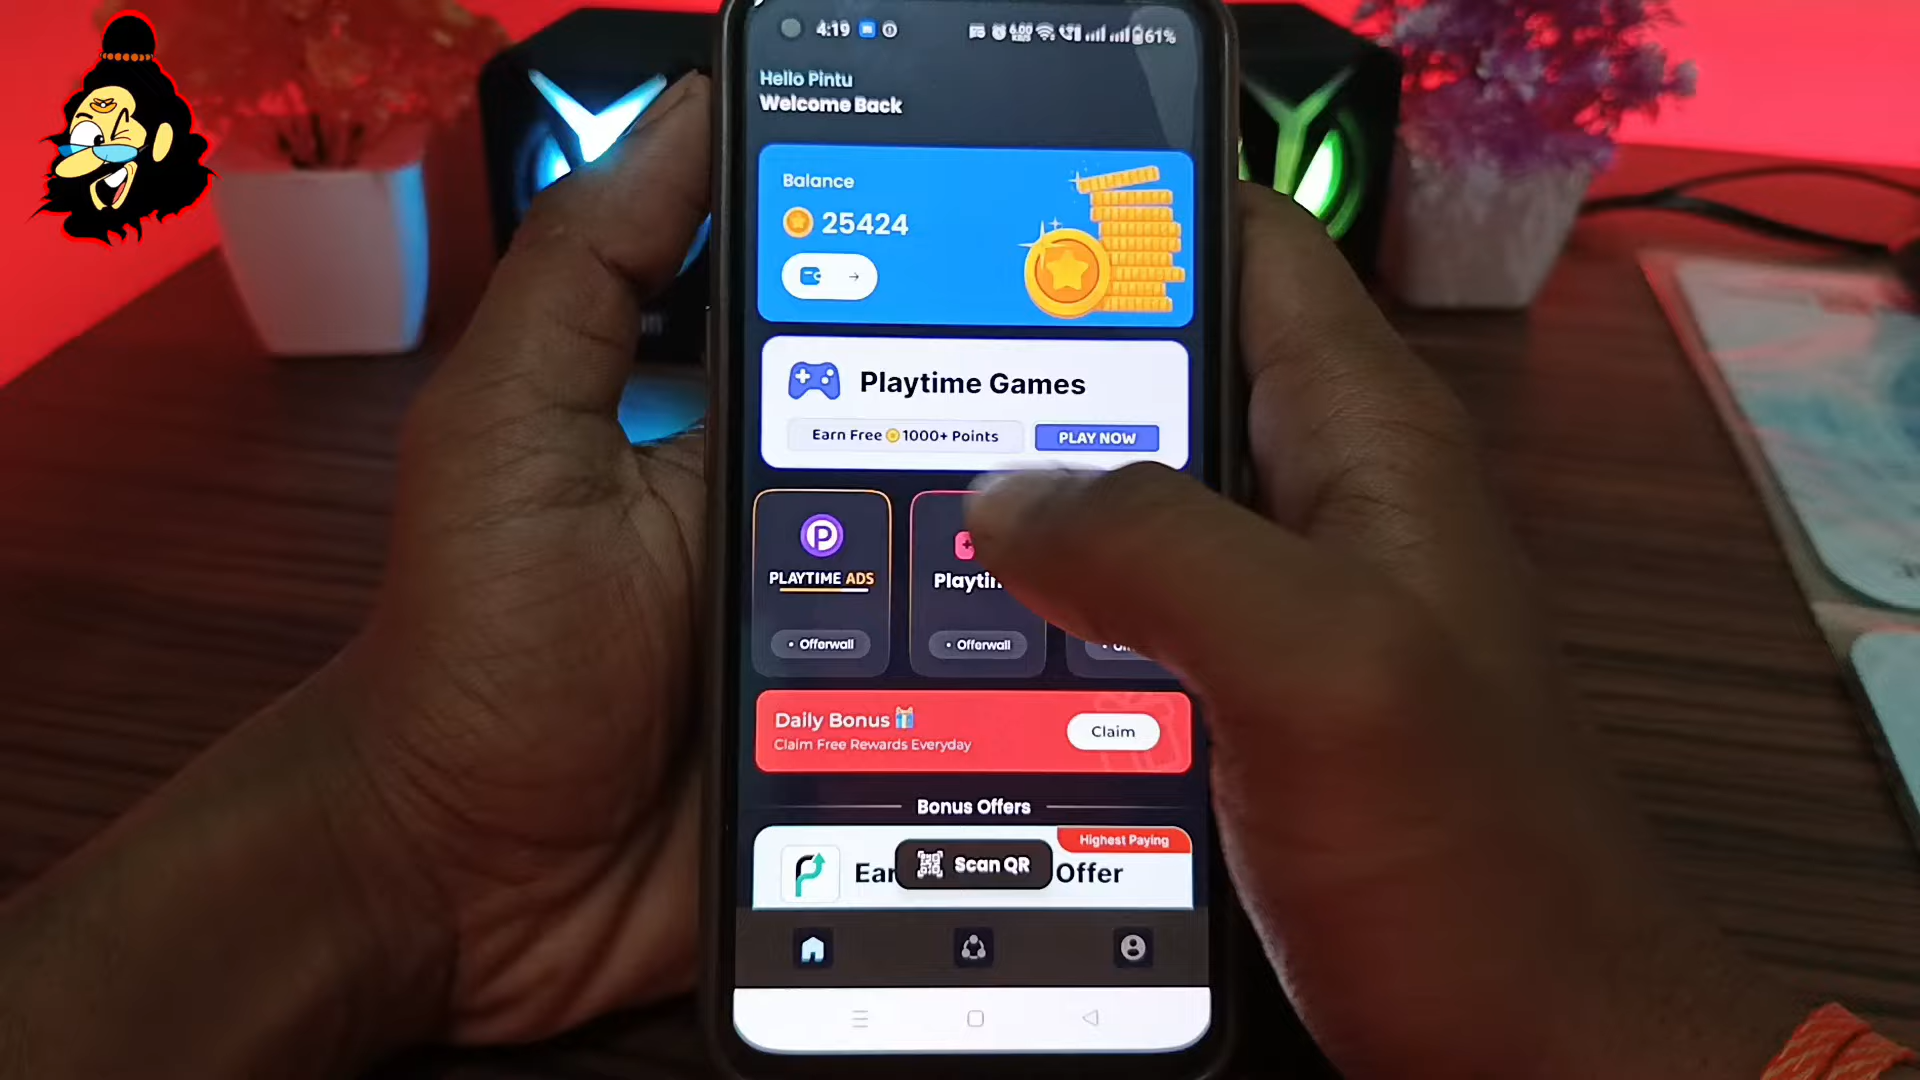 4:19
61%
Hello Pintu
Welcome Back
Balance
25424
Playtime Games
Earn Free 1000+ Points
PLAY NOW
P
PLAYTIME ADS
• Offerwall
• Offerwall
Daily Bonus
Claim Free Rewards Everyday
Claim
Bonus Offers
Highest Paying
Offer
Scan QR